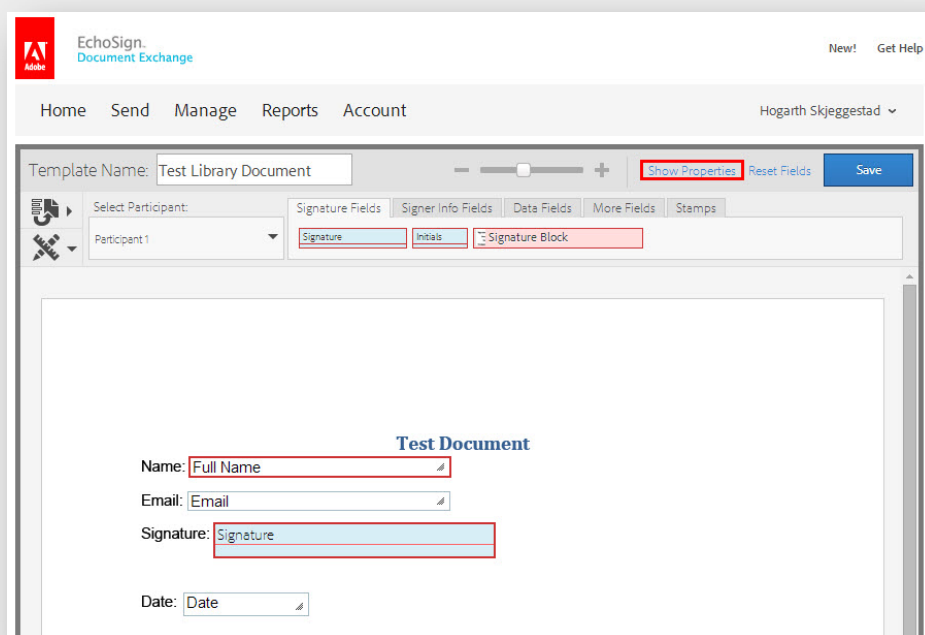 EchoSign.
Document Exchange
Adobe
New! Get Help
Home Send Manage Reports Account Hogarth Skjeggestad
Template Name: Test Library Document Show Properties Reset Fields Save
Select Participant: Signature Fields Signer Info Fields Data Fields More Fields Stamps
Participant 1 Signature Initials Signature Block
Test Document
Name: Full Name
Email: Email
Signature: Signature
Date: Date